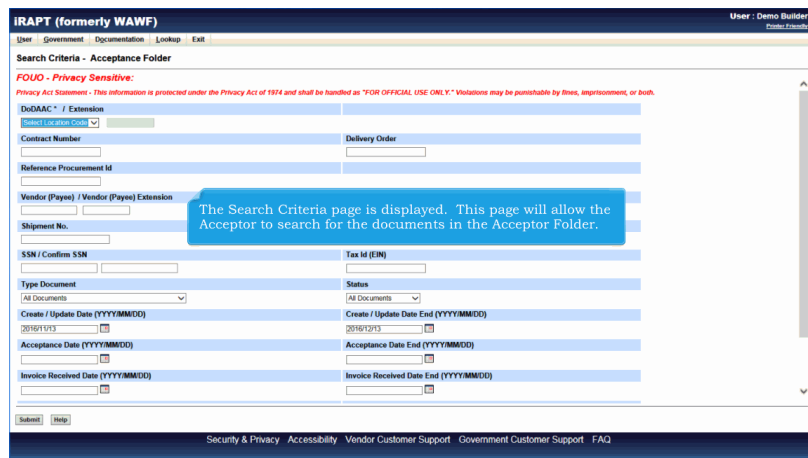 iRAPT (formerly WAWF)
User : Demo Builder
Printer Friendly
User Government Documentation Lookup Exit
Search Criteria - Acceptance Folder
FOUO - Privacy Sensitive:
Privacy Act Statement - This information is protected under the Privacy Act of 1974 and shall be handled as "FOR OFFICIAL USE ONLY." Violations may be punishable by fines, imprisonment, or both.
DoDAAC * / Extension
Select Location Code
Contract Number Delivery Order
Reference Procurement Id
Vendor (Payee) / Vendor (Payee) Extension
The Search Criteria page is displayed. This page will allow the
Acceptor to search for the documents in the Acceptor Folder.
Shipment No.
SSN / Confirm SSN Tax Id (EIN)
Type Document Status
All Documents All Documents
Create / Update Date (YYYY/MM/DD) Create / Update Date End (YYYY/MM/DD)
2016/11/13 2016/12/13
Acceptance Date (YYYY/MM/DD) Acceptance Date End (YYYY/MM/DD)
Invoice Received Date (YYYY/MM/DD) Invoice Received Date End (YYYY/MM/DD)
Submit Help
Security & Privacy Accessibility Vendor Customer Support Government Customer Support FAQ